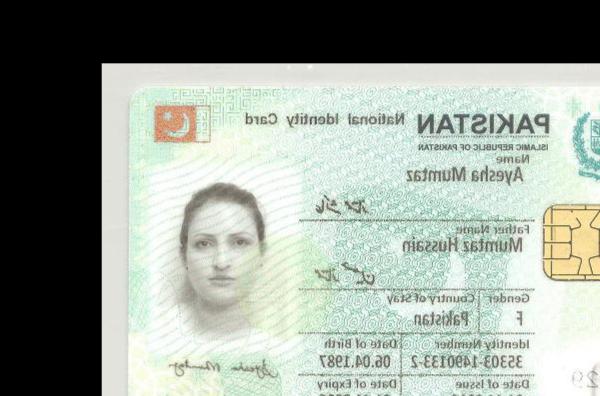 PAKISTAN National Identity Card
ISLAMIC REPUBLIC OF PAKISTAN
Name
Ayesha Mumtaz
Father Name
Mumtaz Hussain
Gender Country of Stay
F Pakistan
Identity Number Date of Birth
35303-1490133-2 06.04.1987
Date of Issue Date of Expiry